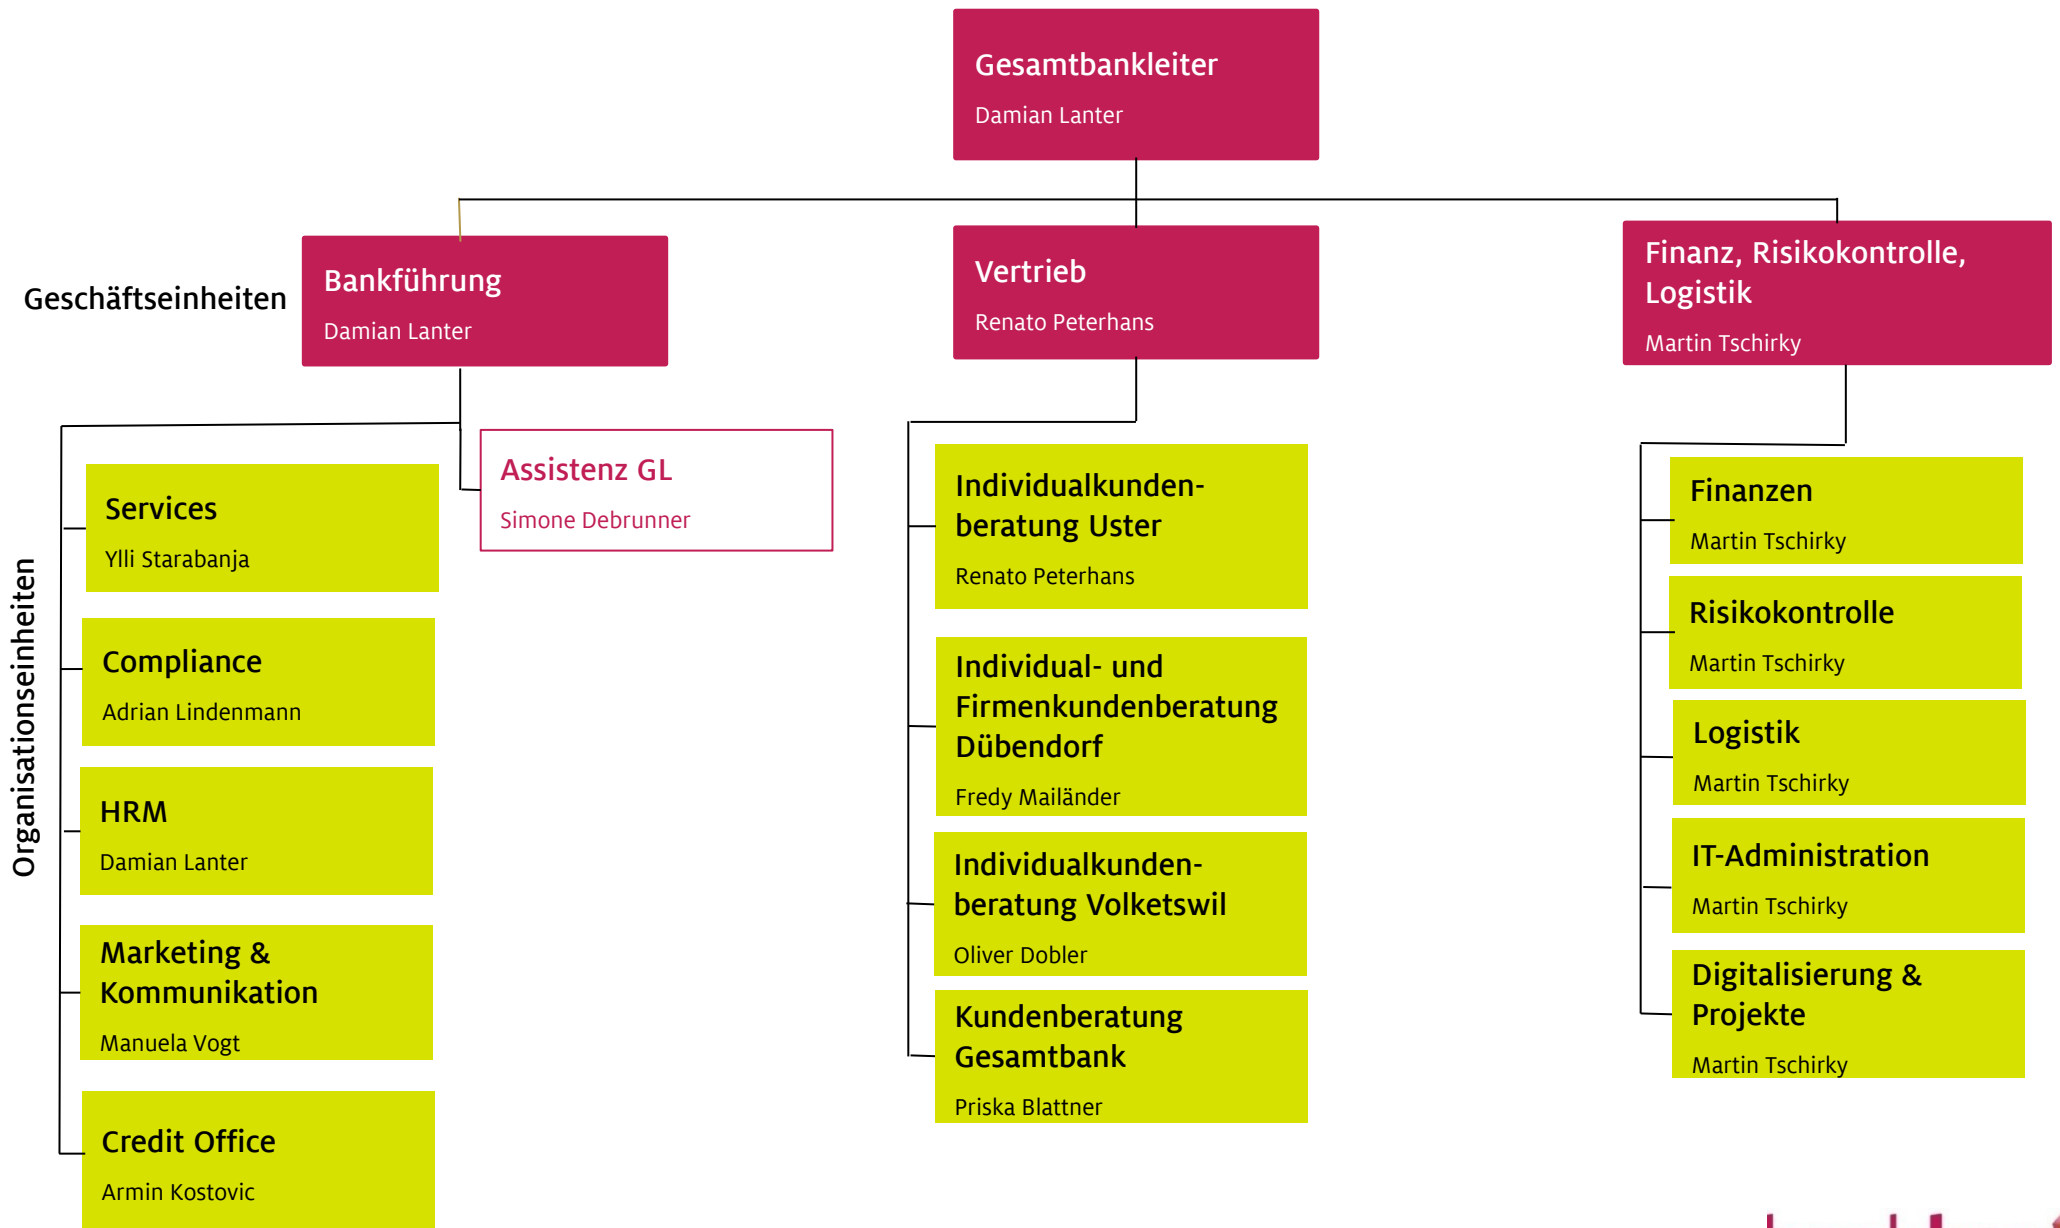 Gesamtbankleiter
Damian Lanter
Geschäftseinheiten
Bankführung
Damian Lanter
Vertrieb
Renato Peterhans
Finanz, Risikokontrolle,
Logistik
Martin Tschirky
Organisationseinheiten
Assistenz GL
Simone Debrunner
Services
Ylli Starabanja
Compliance
Adrian Lindenmann
HRM
Damian Lanter
Marketing &
Kommunikation
Manuela Vogt
Credit Office
Armin Kostovic
Individualkunden-
beratung Uster
Renato Peterhans
Individual- und
Firmenkundenberatung
Dübendorf
Fredy Mailänder
Individualkunden-
beratung Volketswil
Oliver Dobler
Kundenberatung
Gesamtbank
Priska Blattner
Finanzen
Martin Tschirky
Risikokontrolle
Martin Tschirky
Logistik
Martin Tschirky
IT-Administration
Martin Tschirky
Digitalisierung &
Projekte
Martin Tschirky